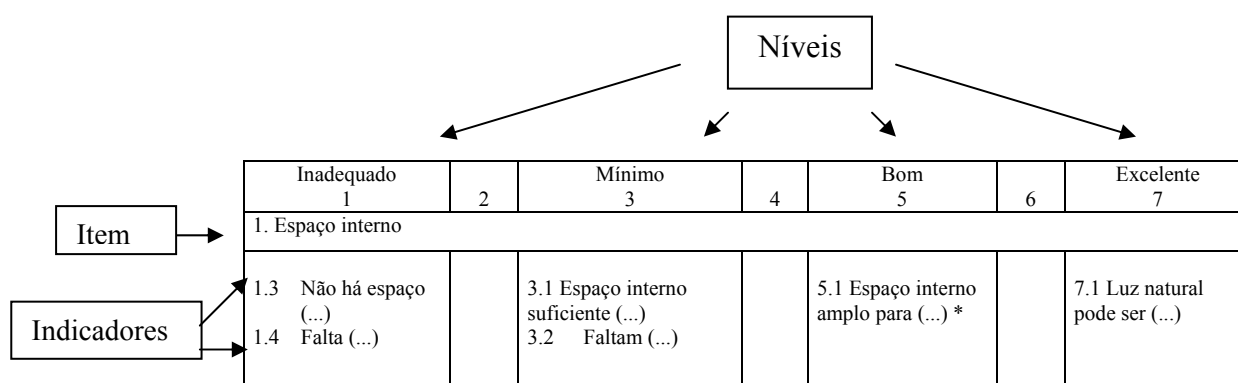 Níveis
Inadequado Mínimo Bom Excelente
1 2 3 4 5 6 7
Item
1. Espaço interno
Indicadores
1.3 Não há espaço
(...)
1.4 Falta (...)
3.1 Espaço interno
suficiente (...)
3.2 Faltam (...)
5.1 Espaço interno
amplo para (...) *
7.1 Luz natural
pode ser (...)